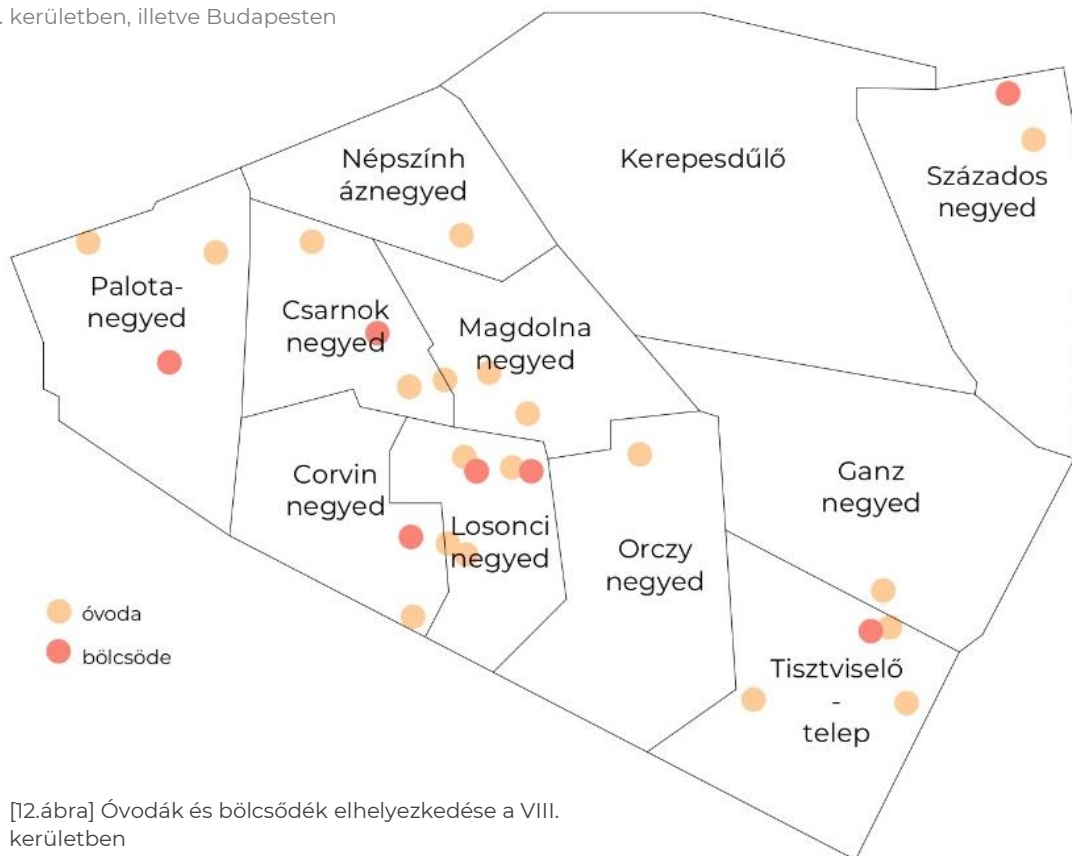 . kerületben, illetve Budapesten
Népszính
áznegyed
Kerepesdűlő
Százados
negyed
Palota-
negyed
Csarnok
negyed
Magdolna
negyed
Corvin
negyed
Losonci
negyed
Orczy
negyed
Ganz
negyed
Tisztviselő
-
telep
óvoda
bölcsöde
[12.ábra] Óvodák és bölcsődék elhelyezkedése a VIII.
kerületben